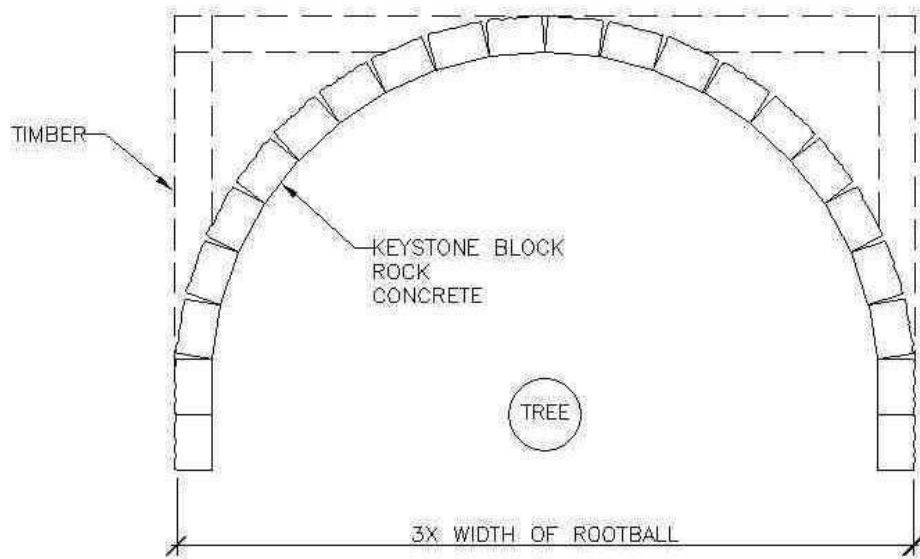 TIMBER
KEYSTONE BLOCK
ROCK
CONCRETE
TREE
3X WIDTH OF ROOTBALL